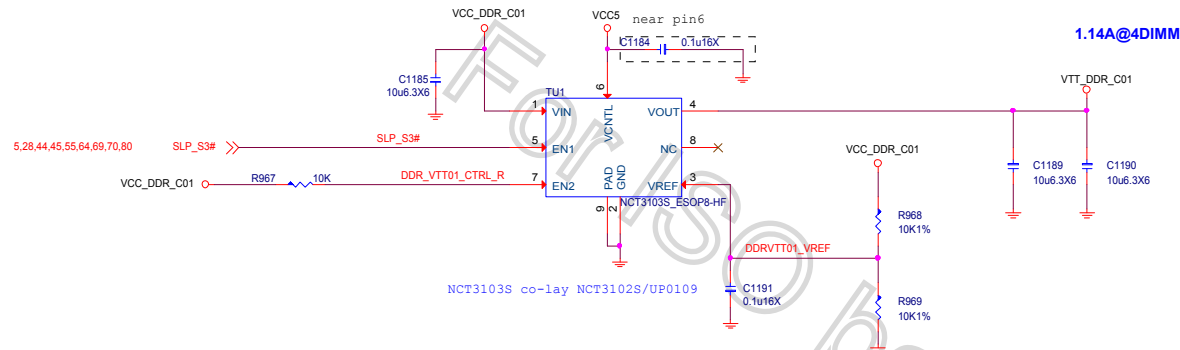 VCC_DDR_C01
VCC5
near pin6
1.14A@4DIMM
C1184
0.1u16X
C1185
10u6.3X6
VTT_DDR_C01
TU1
6
1
VIN
VCNTL
VOUT
4
5,28,44,45,55,64,69,70,80
SLP_S3#
SLP_S3#
5
EN1
NC
8
VCC_DDR_C01
VCC_DDR_C01
R967
10K
DDR_VTT01_CTRL_R
7
EN2
PAD
GND
VREF
3
C1189
10u6.3X6
C1190
10u6.3X6
NCT3103S_ESOP8-HF
9
2
R968
10K1%
DDRVTT01_VREF
NCT3103S co-lay NCT3102S/UP0109
C1191
0.1u16X
R969
10K1%
For ISO